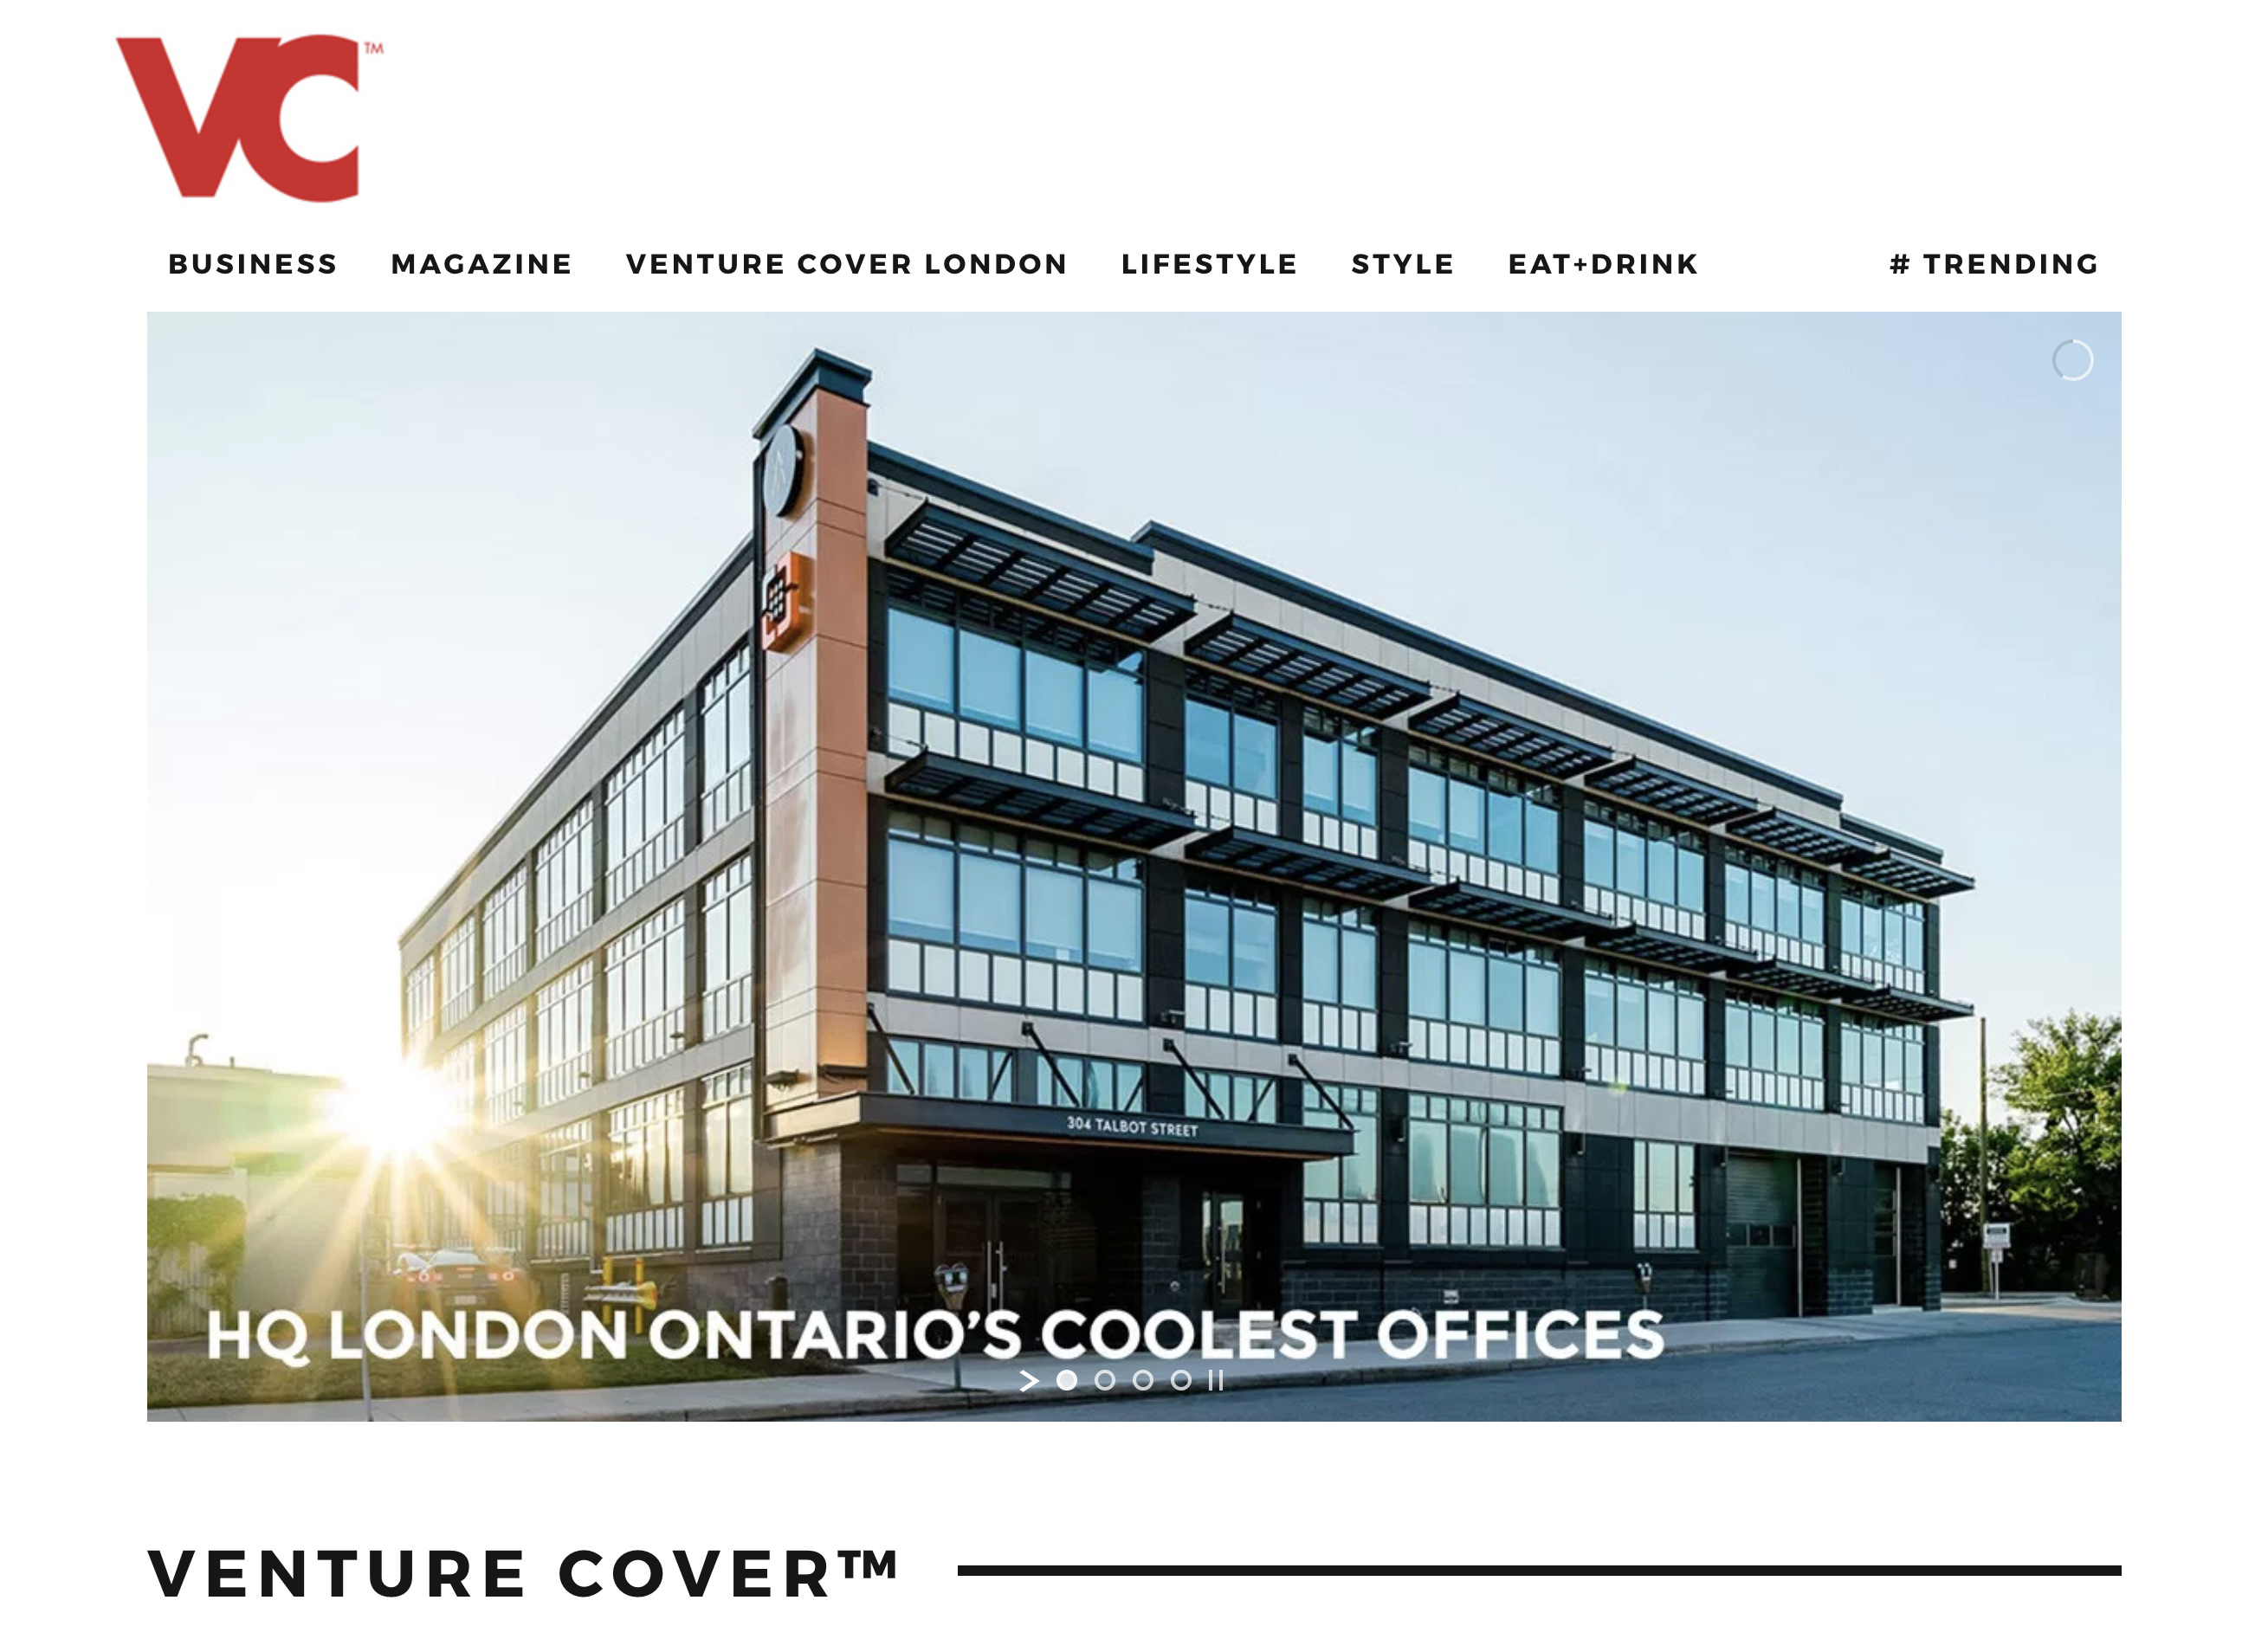 VC™
BUSINESS MAGAZINE VENTURE COVER LONDON LIFESTYLE STYLE EAT+DRINK # TRENDING
304 TALBOT STREET
HQ LONDON ONTARIO’S COOLEST OFFICES
VENTURE COVER™